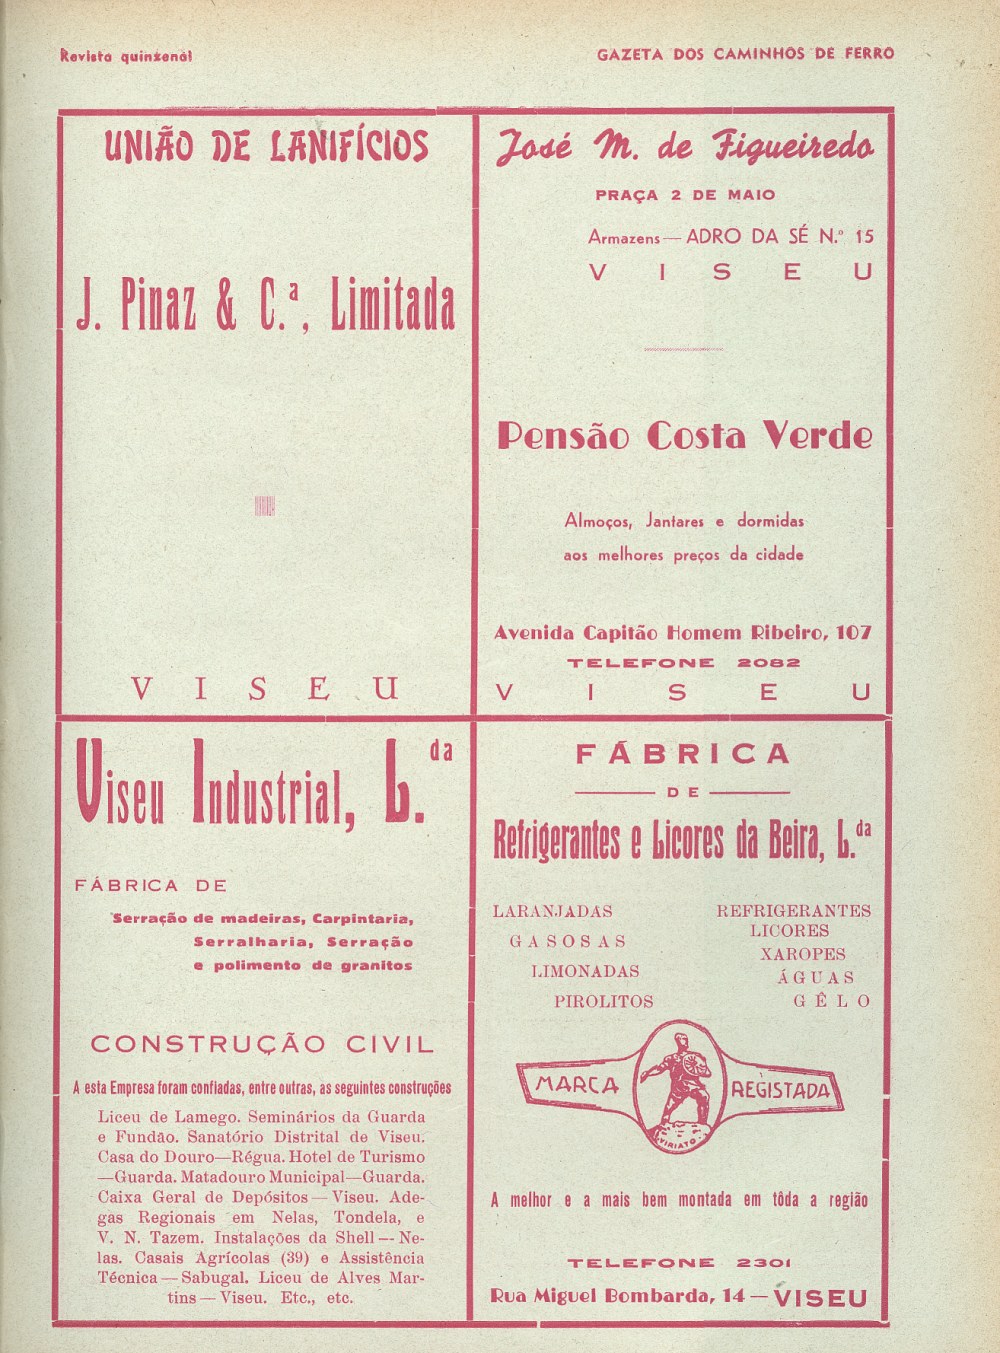 Revista quinzenal
GAZETA DOS CAMINHOS DE FERRO
UNIÃO DE LANIFÍCIOS
J. Pinaz & C.ª, Limitada
VISEU
José M. de Figueiredo
PRAÇA 2 DE MAIO
Armazens — ADRO DA SÉ N.º 15
VISEU
Pensão Costa Verde
Almoços, Jantares e dormidas
aos melhores preços da cidade
Avenida Capitão Homem Ribeiro, 107
TELEFONE 2082
VISEU
Viseu Industrial, L.da
FÁBRICA DE
Serração de madeiras, Carpintaria,
Serralharia, Serração
e polimento de granitos
CONSTRUÇÃO CIVIL
A esta Empresa foram confiadas, entre outras, as seguintes construções
Liceu de Lamego. Seminários da Guarda
e Fundão. Sanatório Distrital de Viseu.
Casa do Douro—Régua. Hotel de Turismo
—Guarda. Matadouro Municipal—Guarda.
Caixa Geral de Depósitos — Viseu. Ade-
gas Regionais em Nelas, Tondela, e
V. N. Tazem. Instalações da Shell — Ne-
las. Casais Agrícolas (39) e Assistência
Técnica — Sabugal. Liceu de Alves Mar-
tins — Viseu. Etc., etc.
FÁBRICA
DE
Refrigerantes e Licores da Beira, L.da
LARANJADAS
GASOSAS
LIMONADAS
PIROLITOS
REFRIGERANTES
LICORES
XAROPES
ÁGUAS
GÊLO
MARCA REGISTADA
VIRIATO
A melhor e a mais bem montada em tôda a região
TELEFONE 2301
Rua Miguel Bombarda, 14 — VISEU